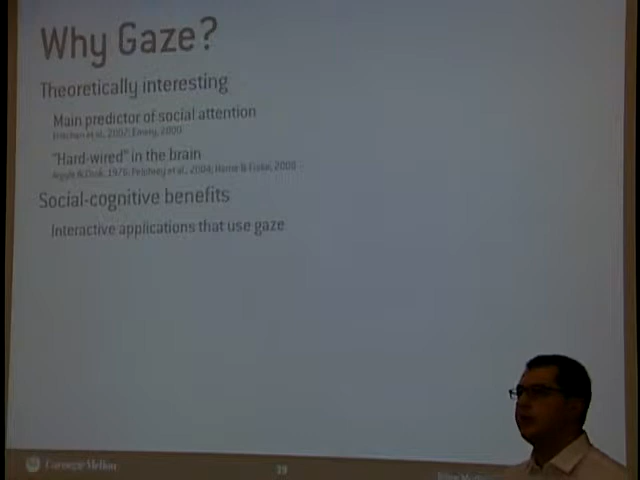 Why Gaze?
Theoretically interesting
Main predictor of social attention
"Hard-wired" in the brain
Social-cognitive benefits
Interactive applications that use gaze
Carnegie Mellon